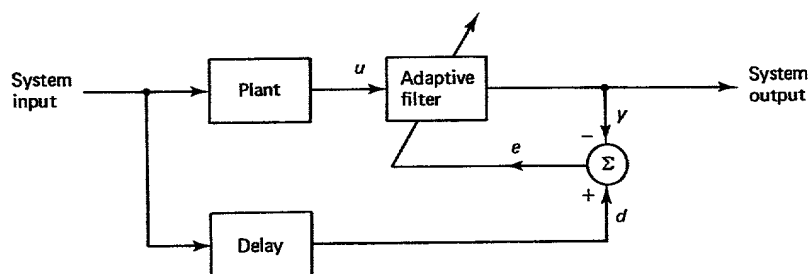 System
input
Plant
u
Adaptive
filter
System
output
−
y
e
Σ
+
d
Delay